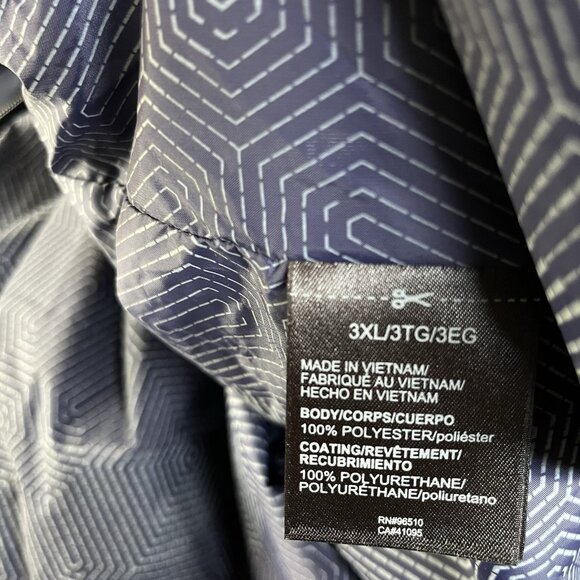 3XL/3TG/3EG
MADE IN VIETNAM/
FABRIQUÉ AU VIETNAM/
HECHO EN VIETNAM
BODY/CORPS/CUERPO
100% POLYESTER/poliéster
COATING/REVÊTEMENT/
RECUBRIMIENTO
100% POLYURETHANE/
POLYURÉTHANE/poliuretano
RN#96510
CA#41095